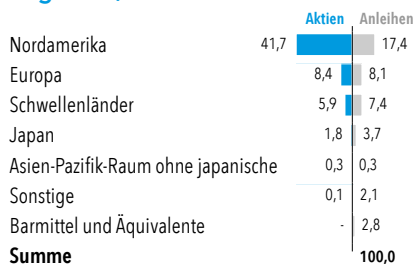 Aktien Anleihen
Nordamerika 41,7 17,4
Europa 8,4 8,1
Schwellenländer 5,9 7,4
Japan 1,8 3,7
Asien-Pazifik-Raum ohne japanische 0,3 0,3
Sonstige 0,1 2,1
Barmittel und Äquivalente - 2,8
Summe 100,0